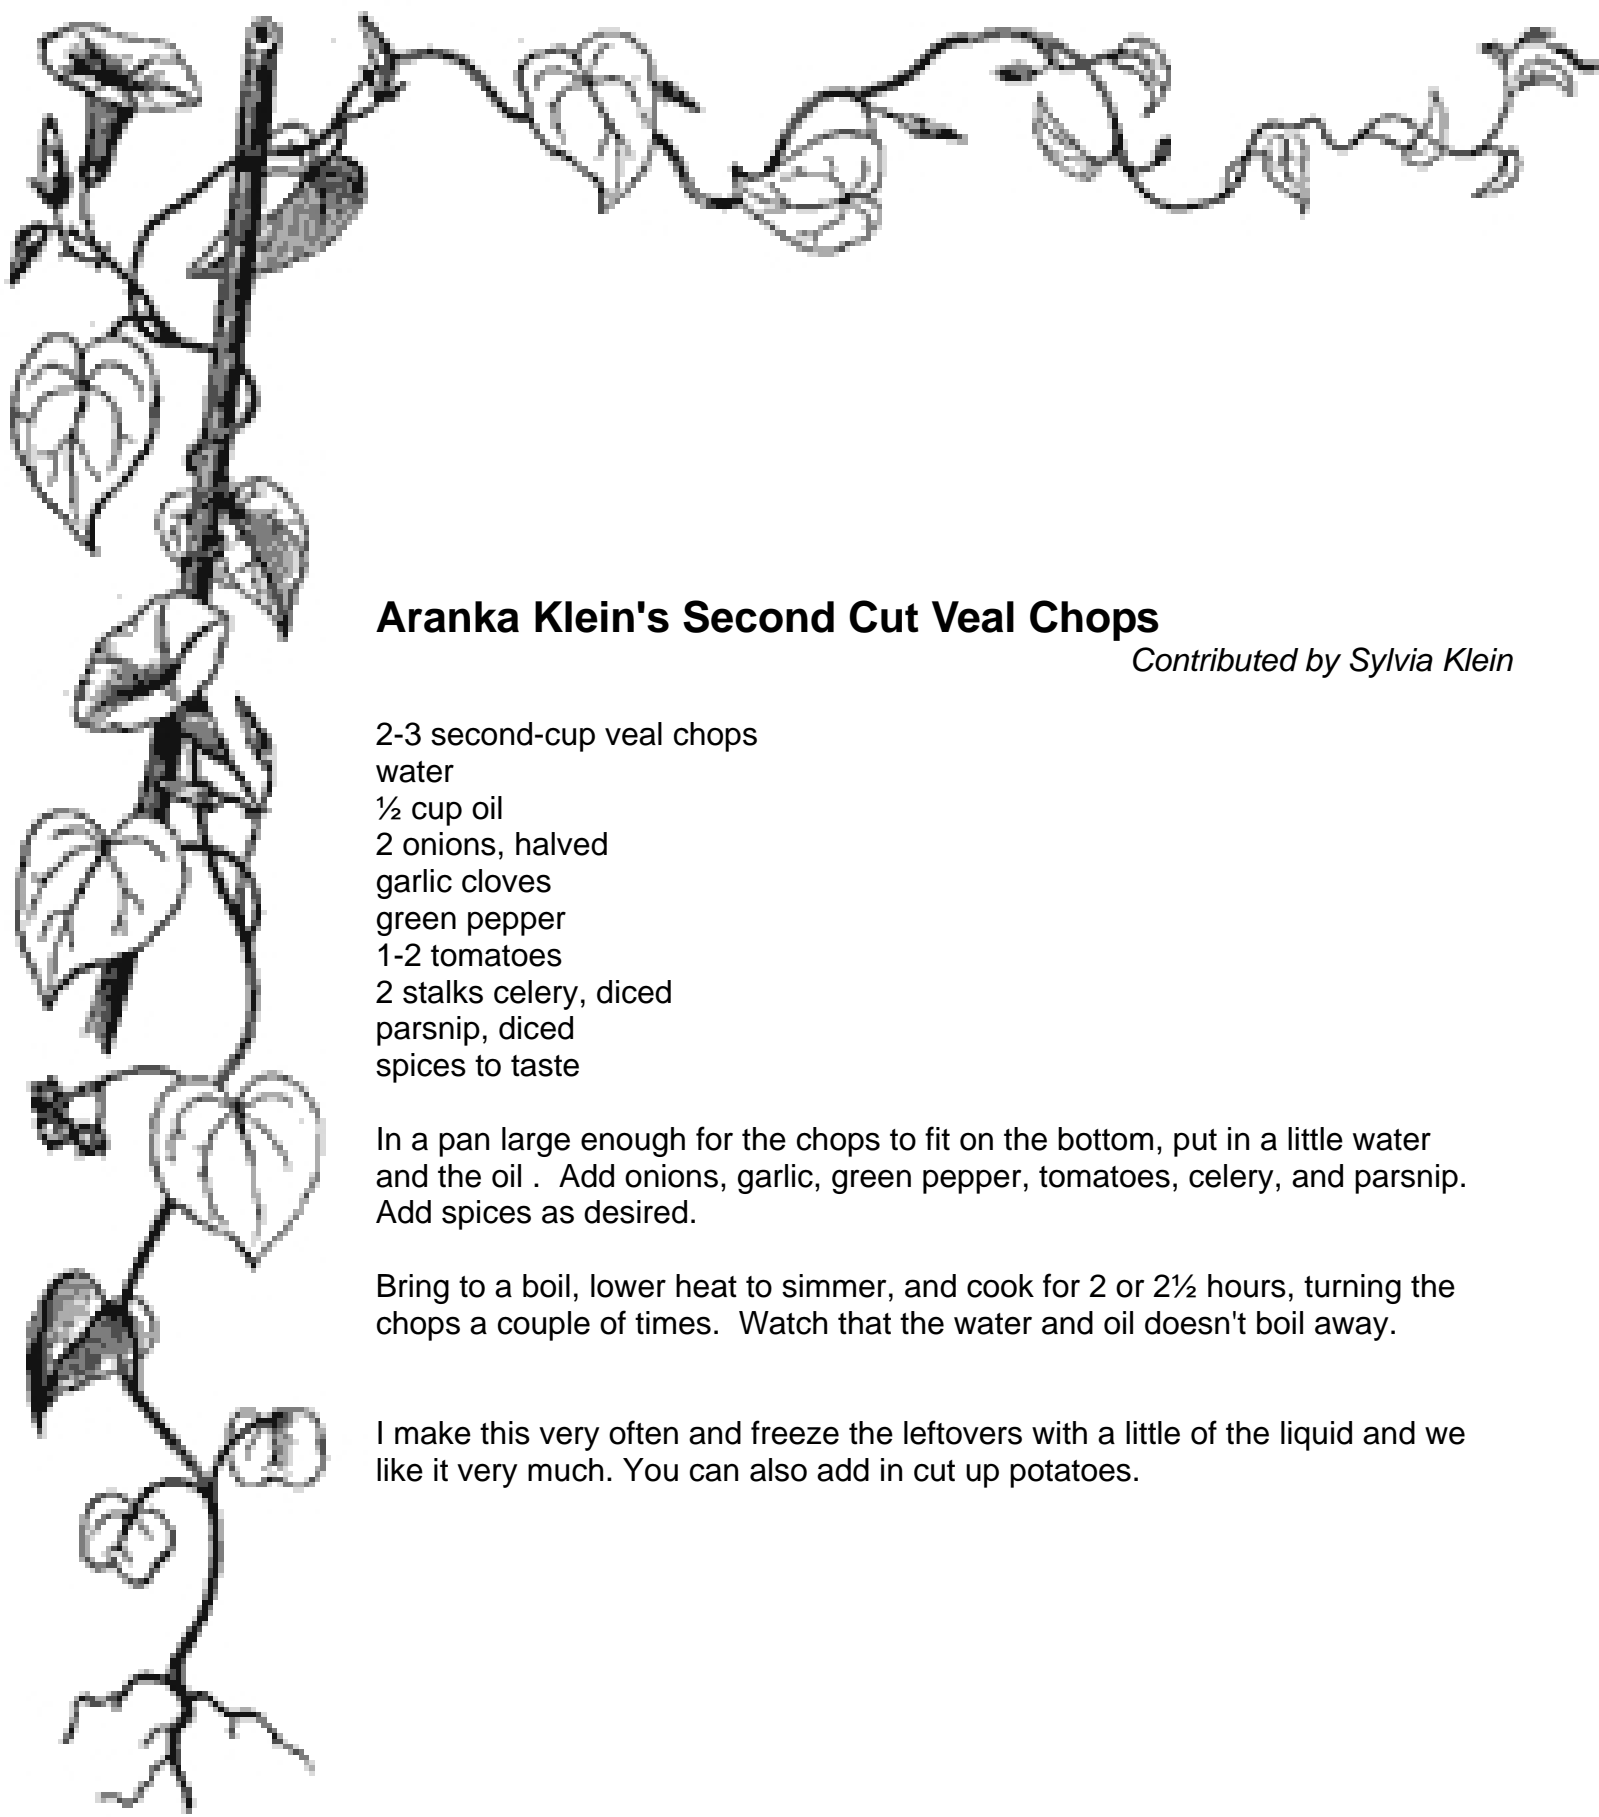 Aranka Klein's Second Cut Veal Chops
Contributed by Sylvia Klein
2-3 second-cup veal chops
water
½ cup oil
2 onions, halved
garlic cloves
green pepper
1-2 tomatoes
2 stalks celery, diced
parsnip, diced
spices to taste
In a pan large enough for the chops to fit on the bottom, put in a little water
and the oil .  Add onions, garlic, green pepper, tomatoes, celery, and parsnip.
Add spices as desired.
Bring to a boil, lower heat to simmer, and cook for 2 or 2½ hours, turning the
chops a couple of times.  Watch that the water and oil doesn't boil away.
I make this very often and freeze the leftovers with a little of the liquid and we
like it very much. You can also add in cut up potatoes.